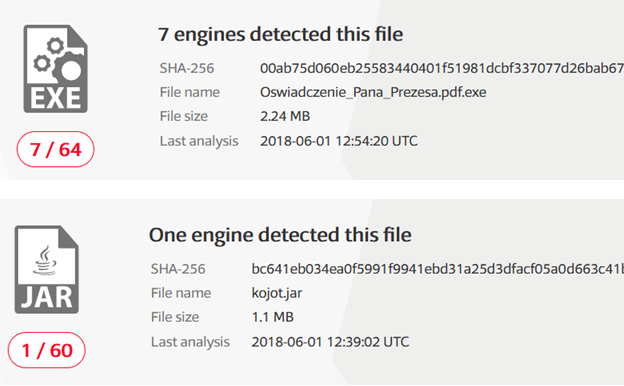 7 engines detected this file
SHA-256 00ab75d060eb25583440401f51981dcbf337077d26bab67
File name Oswiadczenie_Pana_Prezesa.pdf.exe
EXE
File size 2.24 MB
7 / 64
Last analysis 2018-06-01 12:54:20 UTC
One engine detected this file
SHA-256 bc641eb034ea0f5991f9941ebd31a25d3dfacf05a0d663c41b
File name kojot.jar
JAR
File size 1.1 MB
1 / 60
Last analysis 2018-06-01 12:39:02 UTC